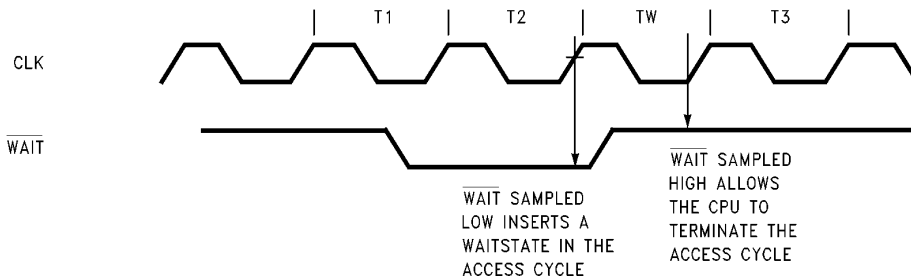 T1 T2 TW T3
CLK
WAIT
WAIT SAMPLED
LOW INSERTS A
WAITSTATE IN THE
ACCESS CYCLE
WAIT SAMPLED
HIGH ALLOWS
THE CPU TO
TERMINATE THE
ACCESS CYCLE